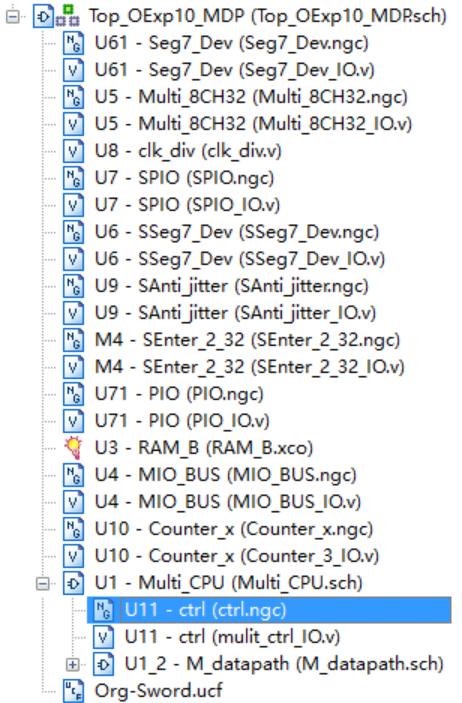 Top_OExp10_MDP (Top_OExp10_MDP.sch)
U61 - Seg7_Dev (Seg7_Dev.ngc)
U61 - Seg7_Dev (Seg7_Dev_IO.v)
U5 - Multi_8CH32 (Multi_8CH32.ngc)
U5 - Multi_8CH32 (Multi_8CH32_IO.v)
U8 - clk_div (clk_div.v)
U7 - SPIO (SPIO.ngc)
U7 - SPIO (SPIO_IO.v)
U6 - SSeg7_Dev (SSeg7_Dev.ngc)
U6 - SSeg7_Dev (SSeg7_Dev_IO.v)
U9 - SAnti_jitter (SAnti_jitter.ngc)
U9 - SAnti_jitter (SAnti_jitter_IO.v)
M4 - SEnter_2_32 (SEnter_2_32.ngc)
M4 - SEnter_2_32 (SEnter_2_32_IO.v)
U71 - PIO (PIO.ngc)
U71 - PIO (PIO_IO.v)
U3 - RAM_B (RAM_B.xco)
U4 - MIO_BUS (MIO_BUS.ngc)
U4 - MIO_BUS (MIO_BUS_IO.v)
U10 - Counter_x (Counter_x.ngc)
U10 - Counter_x (Counter_3_IO.v)
U1 - Multi_CPU (Multi_CPU.sch)
U11 - ctrl (ctrl.ngc)
U11 - ctrl (mulit_ctrl_IO.v)
U1_2 - M_datapath (M_datapath.sch)
Org-Sword.ucf